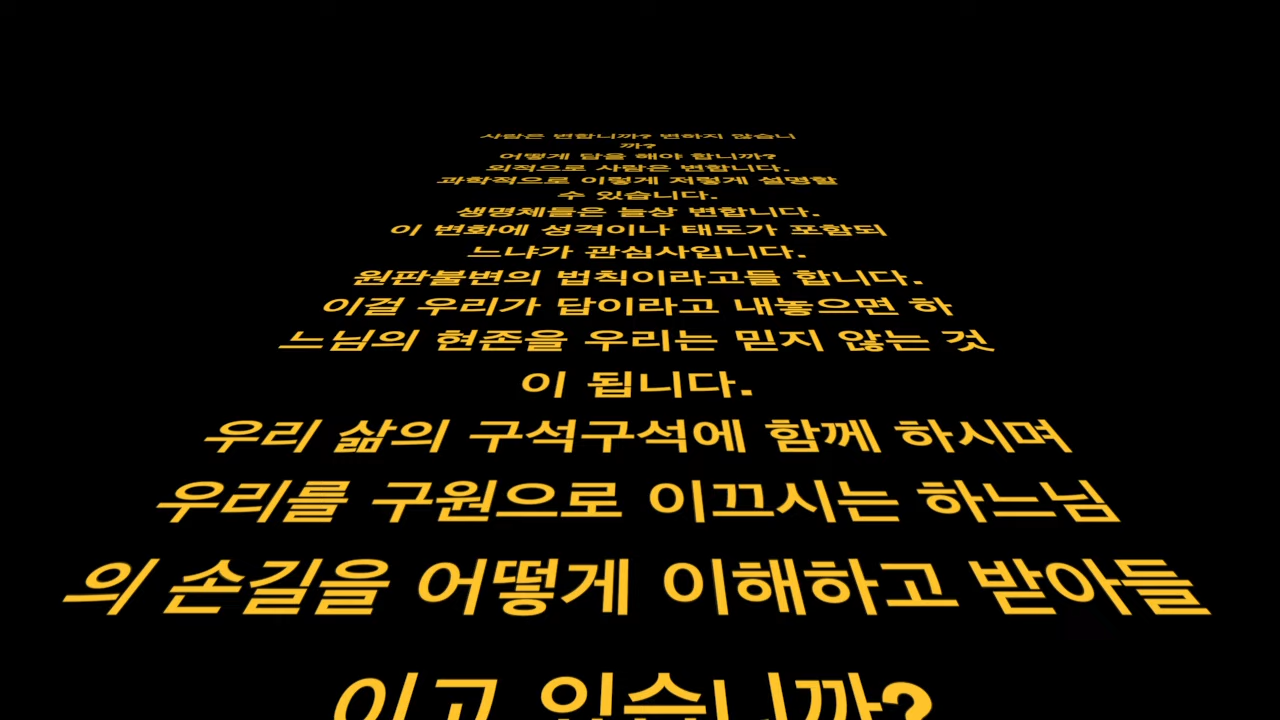 사람은 변합니까? 변하지 않습니
까?
어떻게 답을 해야 합니까?
외적으로 사람은 변합니다.
과학적으로 이렇게 저렇게 설명할
수 있습니다.
생명체들은 늘상 변합니다.
이 변화에 성격이나 태도가 포함되
느냐가 관심사입니다.
원판불변의 법칙이라고들 합니다.
이걸 우리가 답이라고 내놓으면 하
느님의 현존을 우리는 믿지 않는 것
이 됩니다.
우리 삶의 구석구석에 함께 하시며
우리를 구원으로 이끄시는 하느님
의 손길을 어떻게 이해하고 받아들
이고 있습니까?